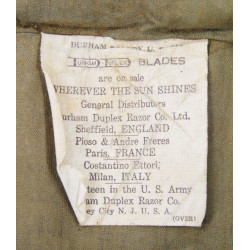 DURHAM
BLADES
are on sale
WHEREVER THE SUN SHINES
General Distributors
urham Duplex Razor Co. Ltd.
Sheffield, ENGLAND
Ploso & Andre Freres
Paris, FRANCE
Costantino Ettori,
Milan, ITALY
teen in the U. S. Army
am Duplex Razor Co.
ey City N. J. U. S. A.
(OVER)